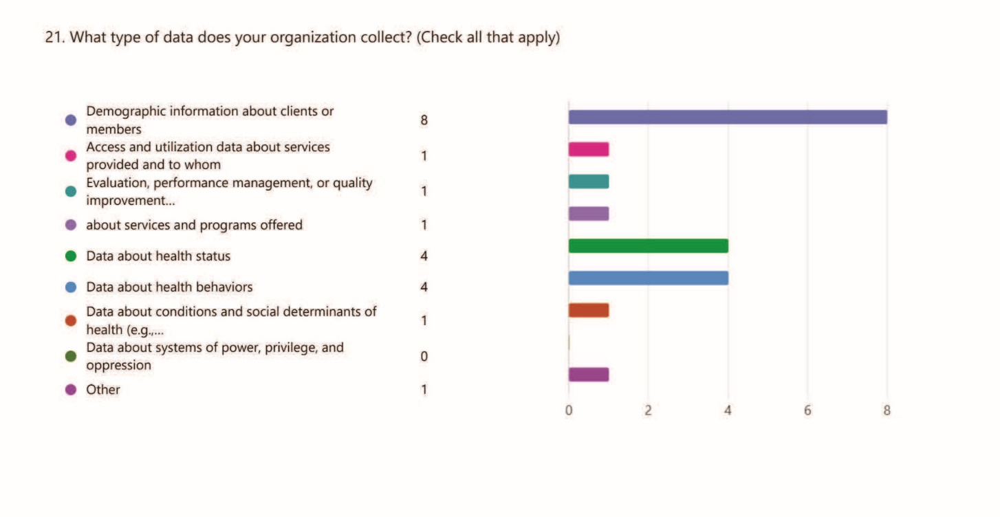 21. What type of data does your organization collect? (Check all that apply)
Demographic information about clients or
members
8
Access and utilization data about services
provided and to whom
1
Evaluation, performance management, or quality
improvement...
1
about services and programs offered
1
Data about health status
4
Data about health behaviors
4
Data about conditions and social determinants of
health (e.g.,...
1
Data about systems of power, privilege, and
oppression
0
Other
1
0 2 4 6 8